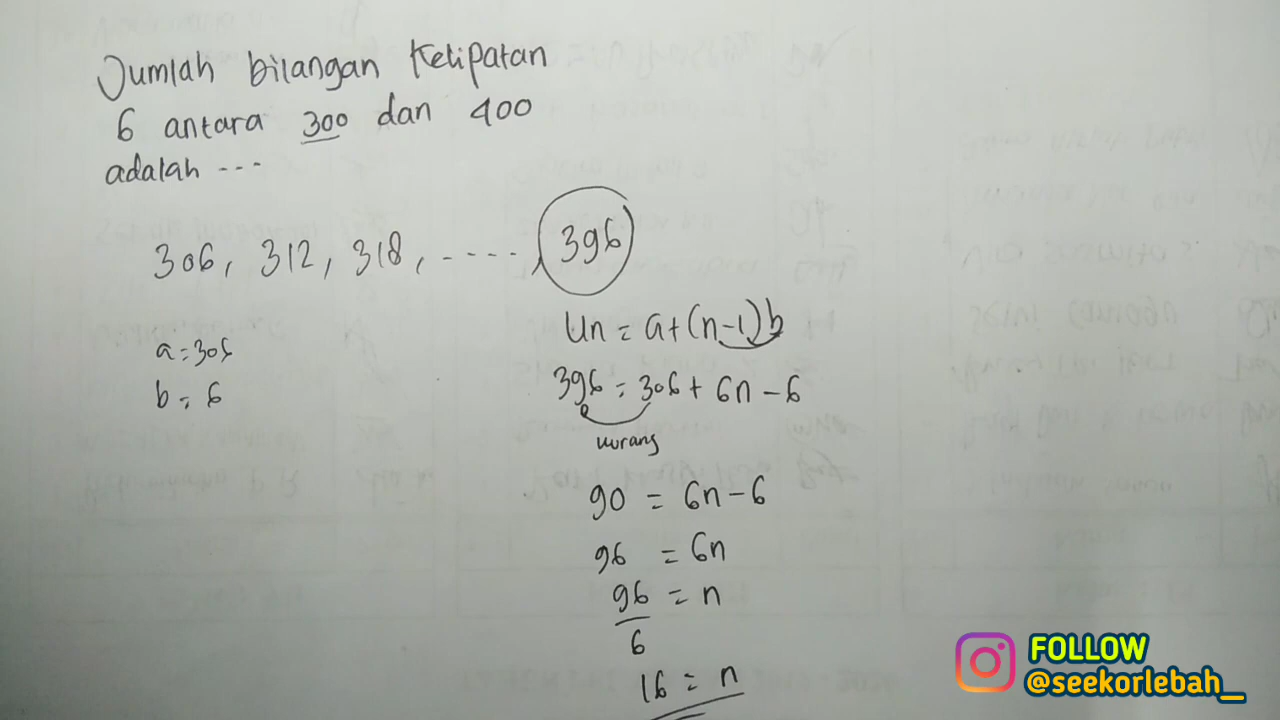 Jumlah bilangan kelipatan
6 antara 300 dan 400
adalah ---
306, 312, 318, ....., 396
Un = a+(n-1)b
a = 306
b = 6
396 = 306 + 6n - 6
kurang
90 = 6n - 6
96 = 6n
96 = n
6
16 = n
FOLLOW
@seekorlebah_